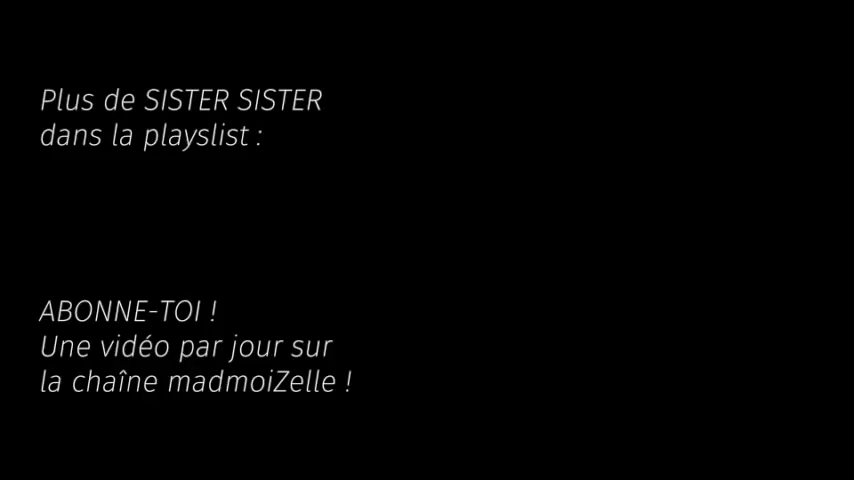 Plus de SISTER SISTER
dans la playslist :
ABONNE-TOI !
Une vidéo par jour sur
la chaîne madmoiZelle !